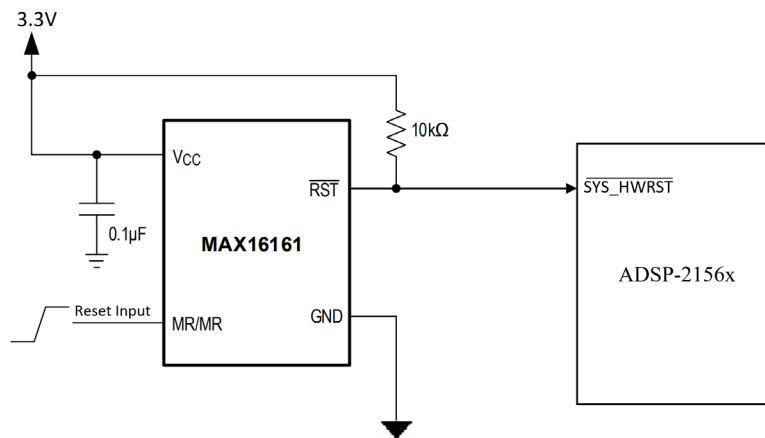 3.3V
10kΩ
VCC
RST
SYS_HWRST
0.1µF
MAX16161
ADSP-2156x
Reset Input
MR/MR
GND